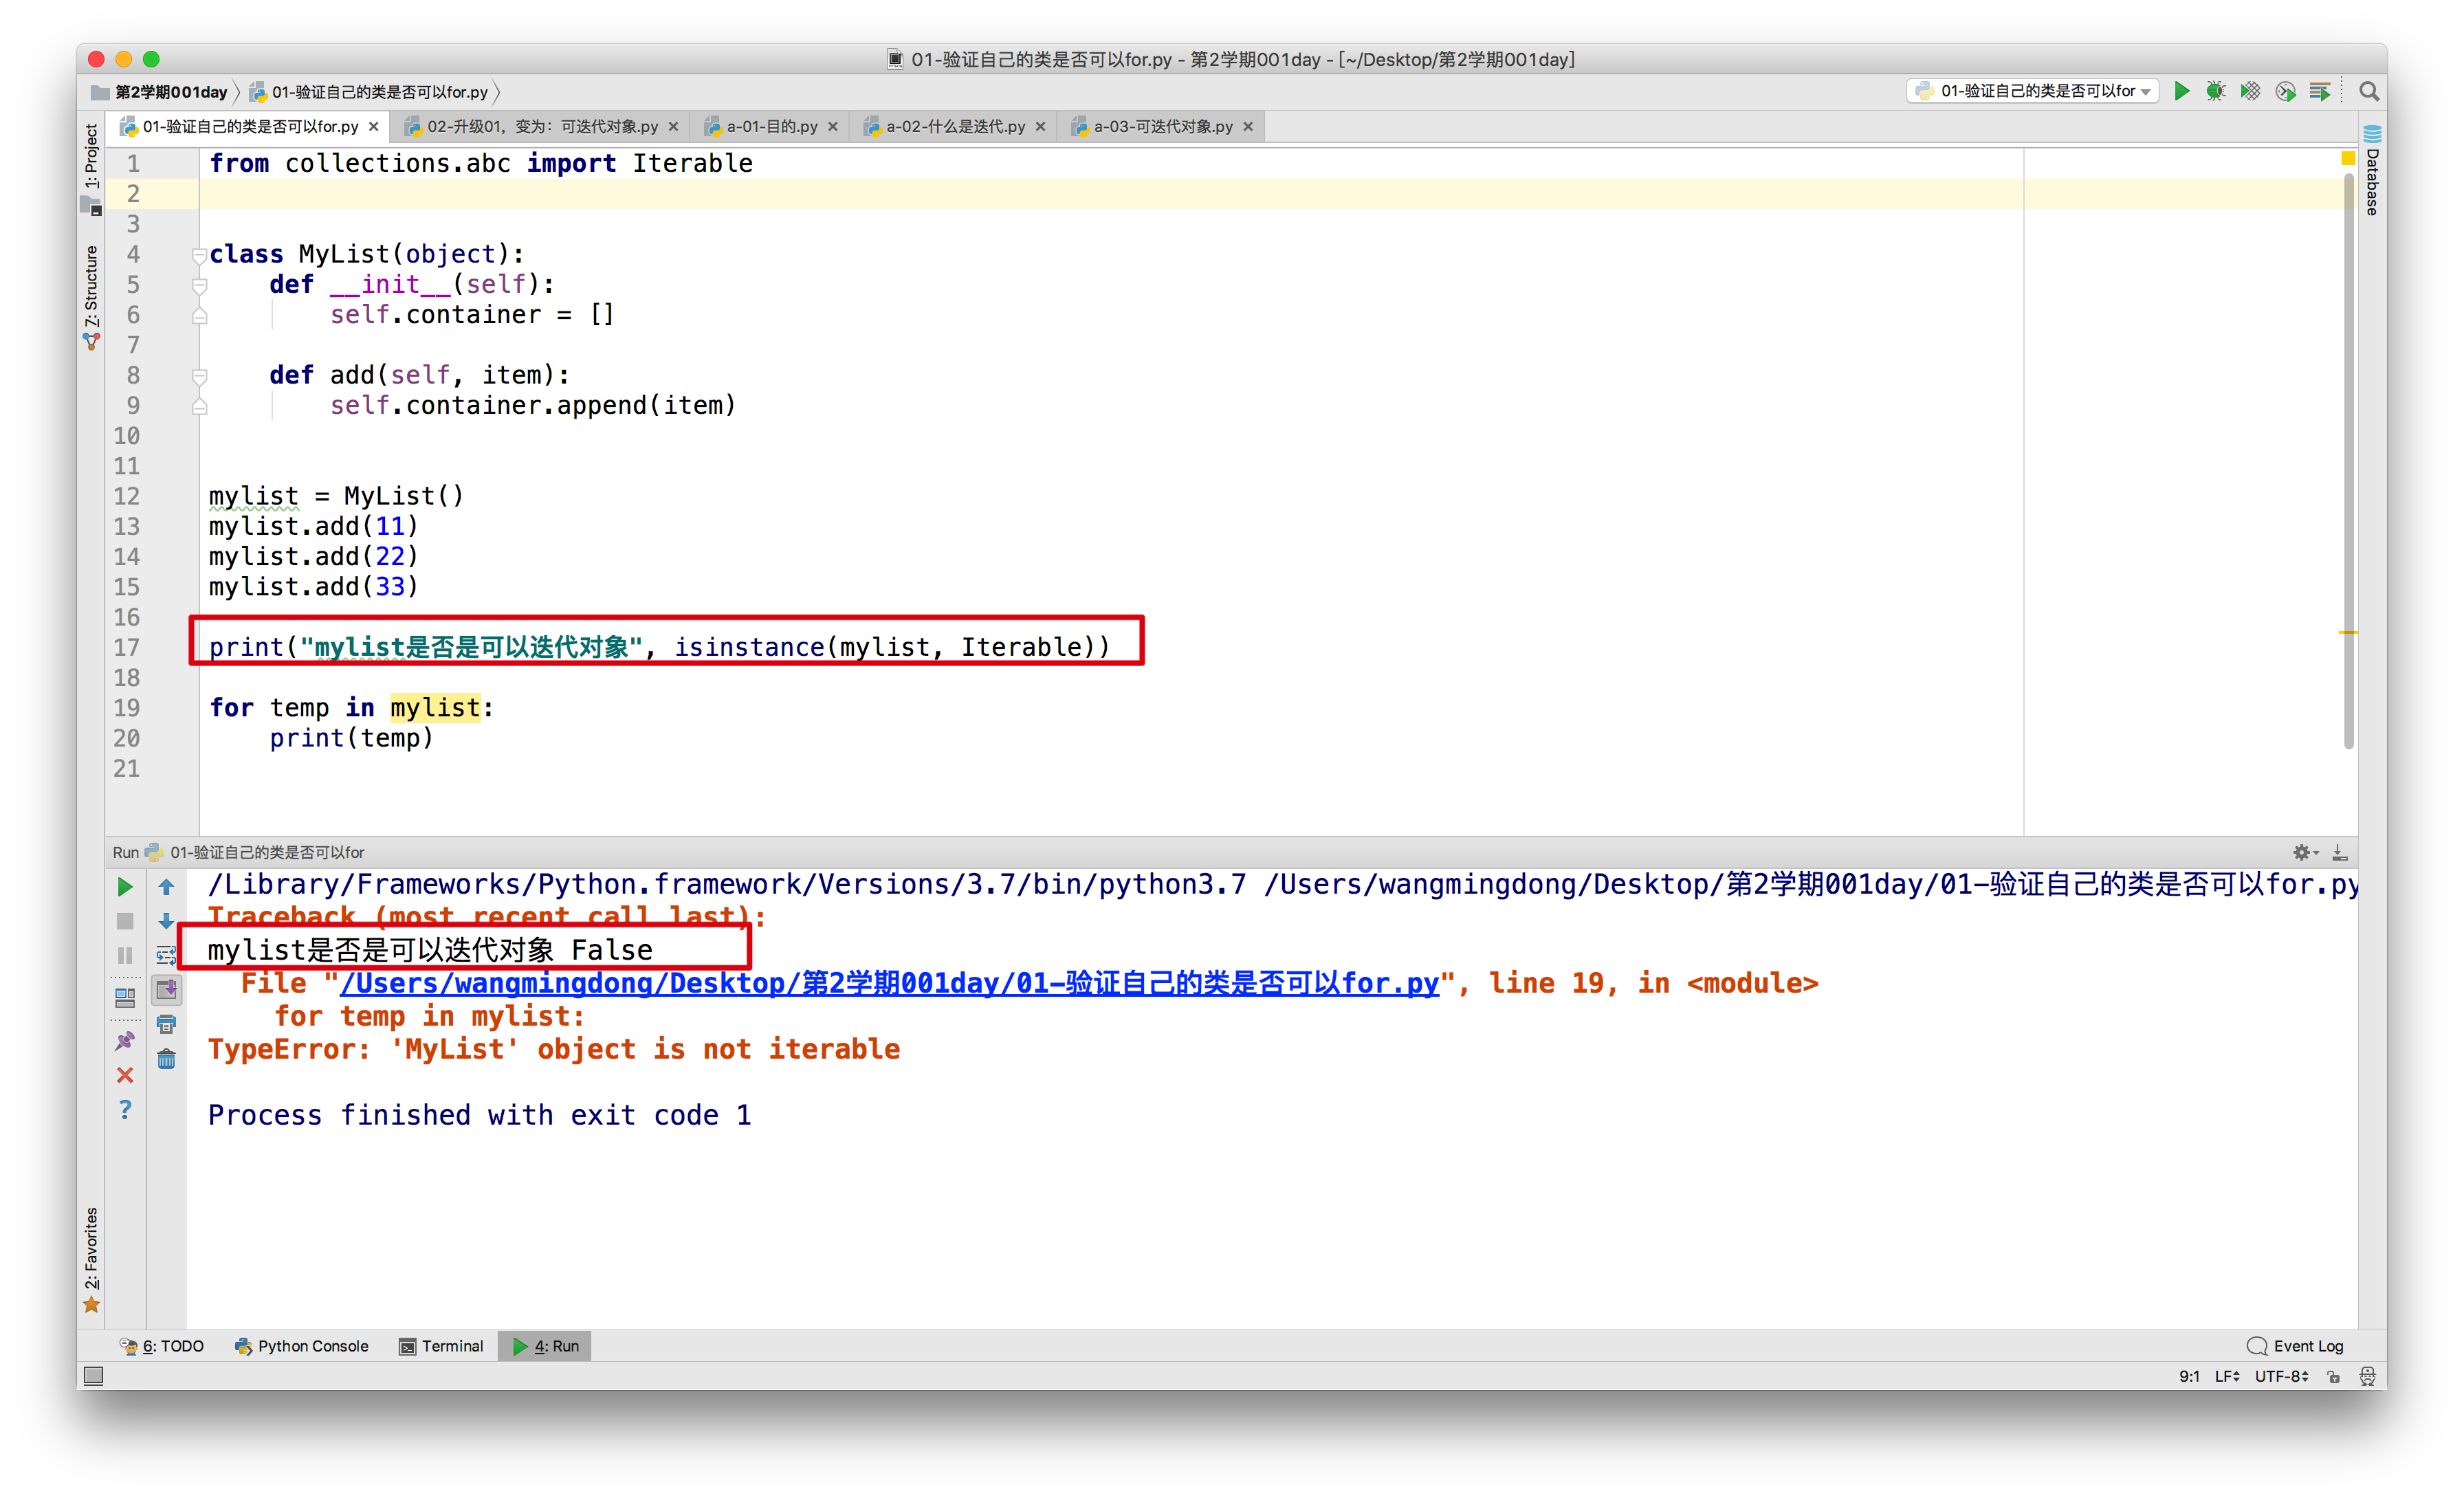 01-验证自己的类是否可以for.py - 第2学期001day - [~/Desktop/第2学期001day]
第2学期001day 01-验证自己的类是否可以for.py 01-验证自己的类是否可以for
01-验证自己的类是否可以for.py 02-升级01，变为：可迭代对象.py a-01-目的.py a-02-什么是迭代.py a-03-可迭代对象.py
1: Project
7: Structure
2: Favorites
Database
1 from collections.abc import Iterable
2
3
4 class MyList(object):
5     def __init__(self):
6         self.container = []
7
8     def add(self, item):
9         self.container.append(item)
10
11
12 mylist = MyList()
13 mylist.add(11)
14 mylist.add(22)
15 mylist.add(33)
16
17 print("mylist是否是可以迭代对象", isinstance(mylist, Iterable))
18
19 for temp in mylist:
20     print(temp)
21
Run 01-验证自己的类是否可以for
/Library/Frameworks/Python.framework/Versions/3.7/bin/python3.7 /Users/wangmingdong/Desktop/第2学期001day/01-验证自己的类是否可以for.py
Traceback (most recent call last):
mylist是否是可以迭代对象 False
  File "/Users/wangmingdong/Desktop/第2学期001day/01-验证自己的类是否可以for.py", line 19, in <module>
    for temp in mylist:
TypeError: 'MyList' object is not iterable
Process finished with exit code 1
6: TODO Python Console Terminal 4: Run Event Log
9:1 LF UTF-8